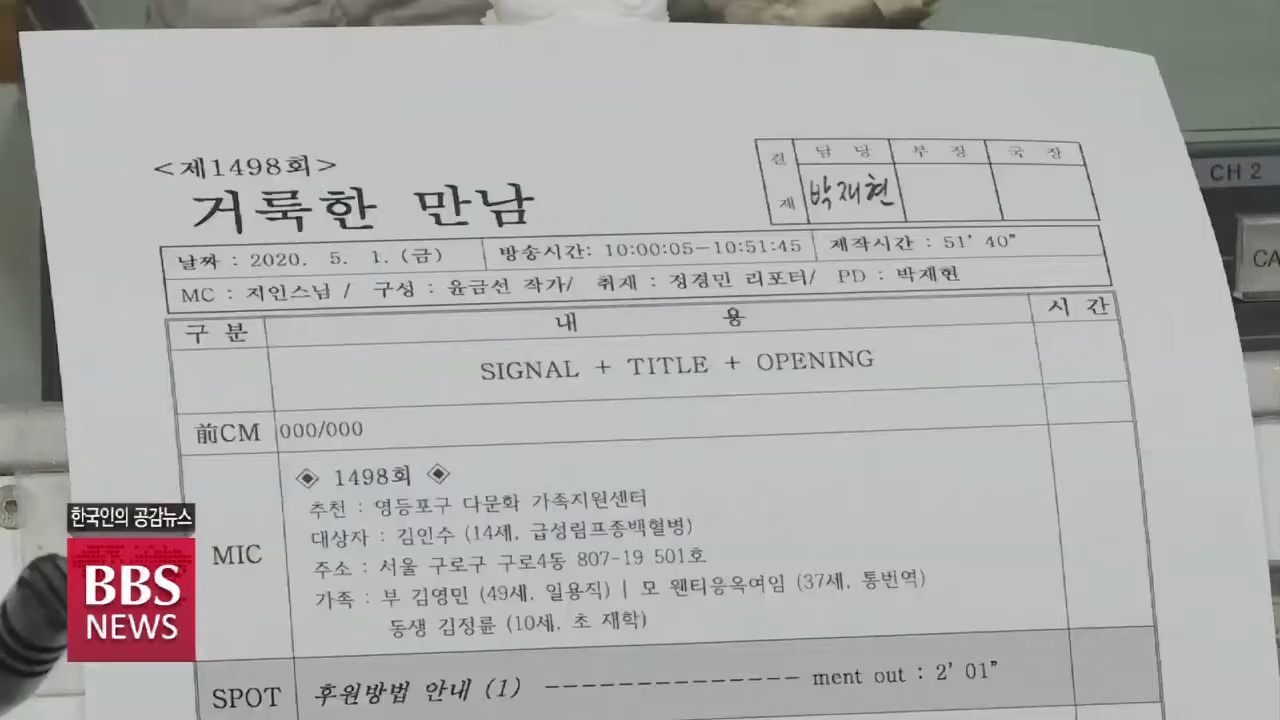 <제1498회>
거룩한 만남
결재 담당 부장 국장
박재현
날짜 : 2020. 5. 1.(금) 방송시간: 10:00:05-10:51:45 제작시간 : 51' 40"
MC : 지인스님 / 구성 : 윤금선 작가/ 취재 : 정경민 리포터/ PD : 박재현
구분 내용 시간
SIGNAL + TITLE + OPENING
前CM 000/000
MIC
◈ 1498회 ◈
추천 : 영등포구 다문화 가족지원센터
대상자 : 김인수 (14세, 급성림프종백혈병)
주소 : 서울 구로구 구로4동 807-19 501호
가족 : 부 김영민 (49세, 일용직) | 모 웬티응옥여임 (37세, 통번역)
동생 김정륜 (10세, 초 재학)
SPOT 후원방법 안내 (1) -------------- ment out : 2' 01"
한국인의 공감뉴스
BBS
NEWS
CH 2
CA